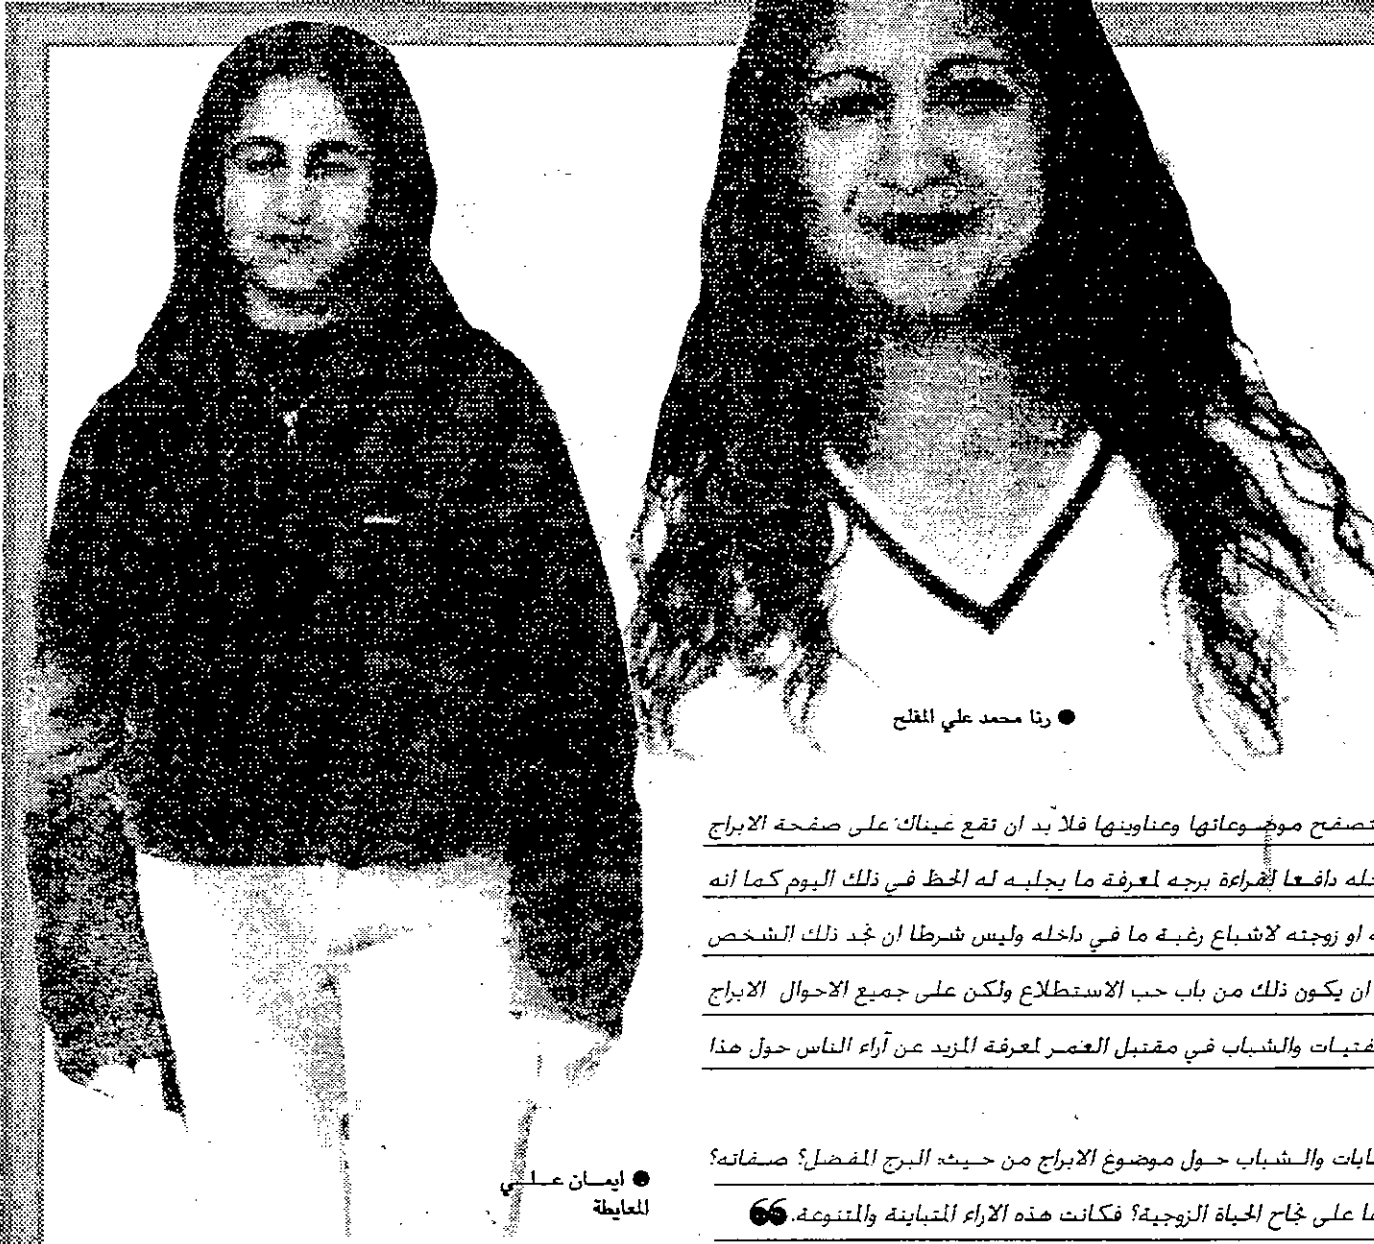 ● رنا محمد علي المفلح
تصفح موضوعاتها وعناوينها فلا بد ان تقع عيناك على صفحة الابراج
دافعا لقراءة برجه لمعرفة ما يجلبه له الحظ في ذلك اليوم كما انه
او زوجته لاشباع رغبة ما في داخله وليس شرطا ان نجد ذلك الشخص
ان يكون ذلك من باب حب الاستطلاع ولكن على جميع الاحوال الابراج
والشباب في مقتبل العمر لمعرفة المزيد عن آراء الناس حول هذا
والشباب حول موضوع الابراج من حيث: البرج المفضل؟ صفاته؟
على نجاح الحياة الزوجية؟ فكانت هذه الاراء المتباينة والمتنوعة.
● ايمان علي
المعايطة